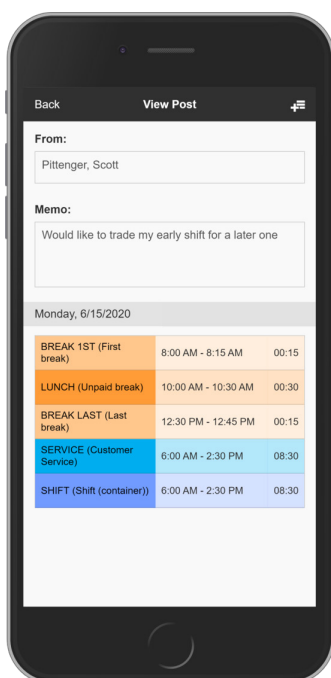 Back View Post
From:
Pittenger, Scott
Memo:
Would like to trade my early shift for a later one
Monday, 6/15/2020
BREAK 1ST (First
break) 8:00 AM - 8:15 AM 00:15
LUNCH (Unpaid break) 10:00 AM - 10:30 AM 00:30
BREAK LAST (Last
break) 12:30 PM - 12:45 PM 00:15
SERVICE (Customer
Service) 6:00 AM - 2:30 PM 08:30
SHIFT (Shift (container)) 6:00 AM - 2:30 PM 08:30